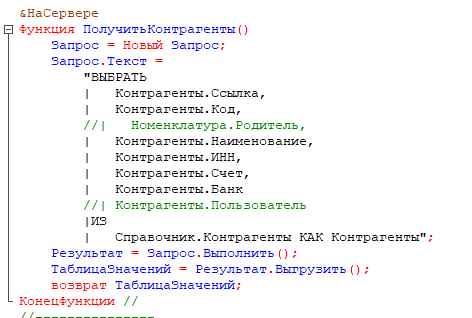 &НаСервере
Функция ПолучитьКонтрагенты()
Запрос = Новый Запрос;
Запрос.Текст =
"ВЫБРАТЬ
|   Контрагенты.Ссылка,
|   Контрагенты.Код,
//|   Номенклатура.Родитель,
|   Контрагенты.Наименование,
|   Контрагенты.ИНН,
|   Контрагенты.Счет,
|   Контрагенты.Банк
//| Контрагенты.Пользователь
|ИЗ
|   Справочник.Контрагенты КАК Контрагенты";
Результат = Запрос.Выполнить();
ТаблицаЗначений = Результат.Выгрузить();
возврат ТаблицаЗначений;
Конецфункции //
//---------------